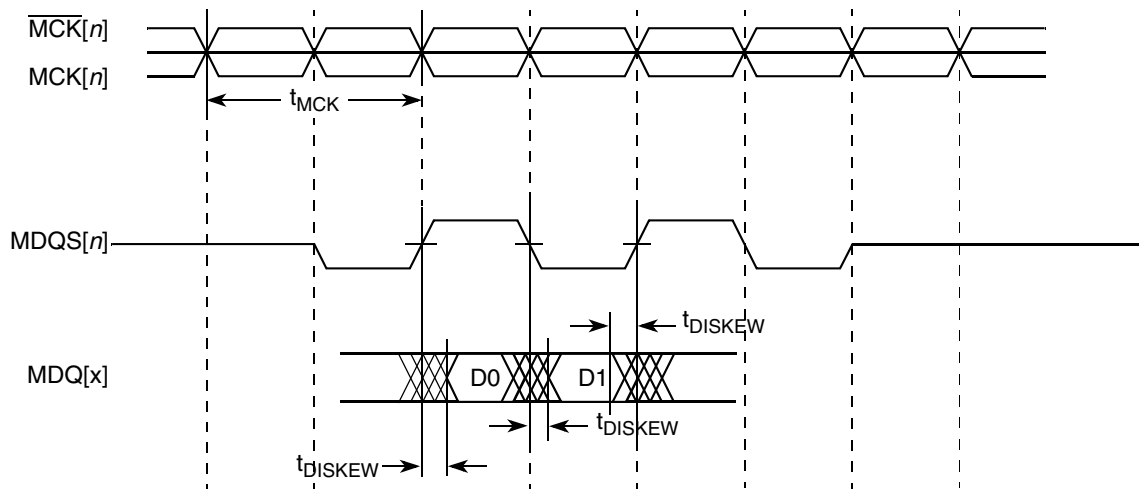 MCK[n]
MCK[n]
tMCK
MDQS[n]
tDISKEW
MDQ[x]
D0
D1
tDISKEW
tDISKEW